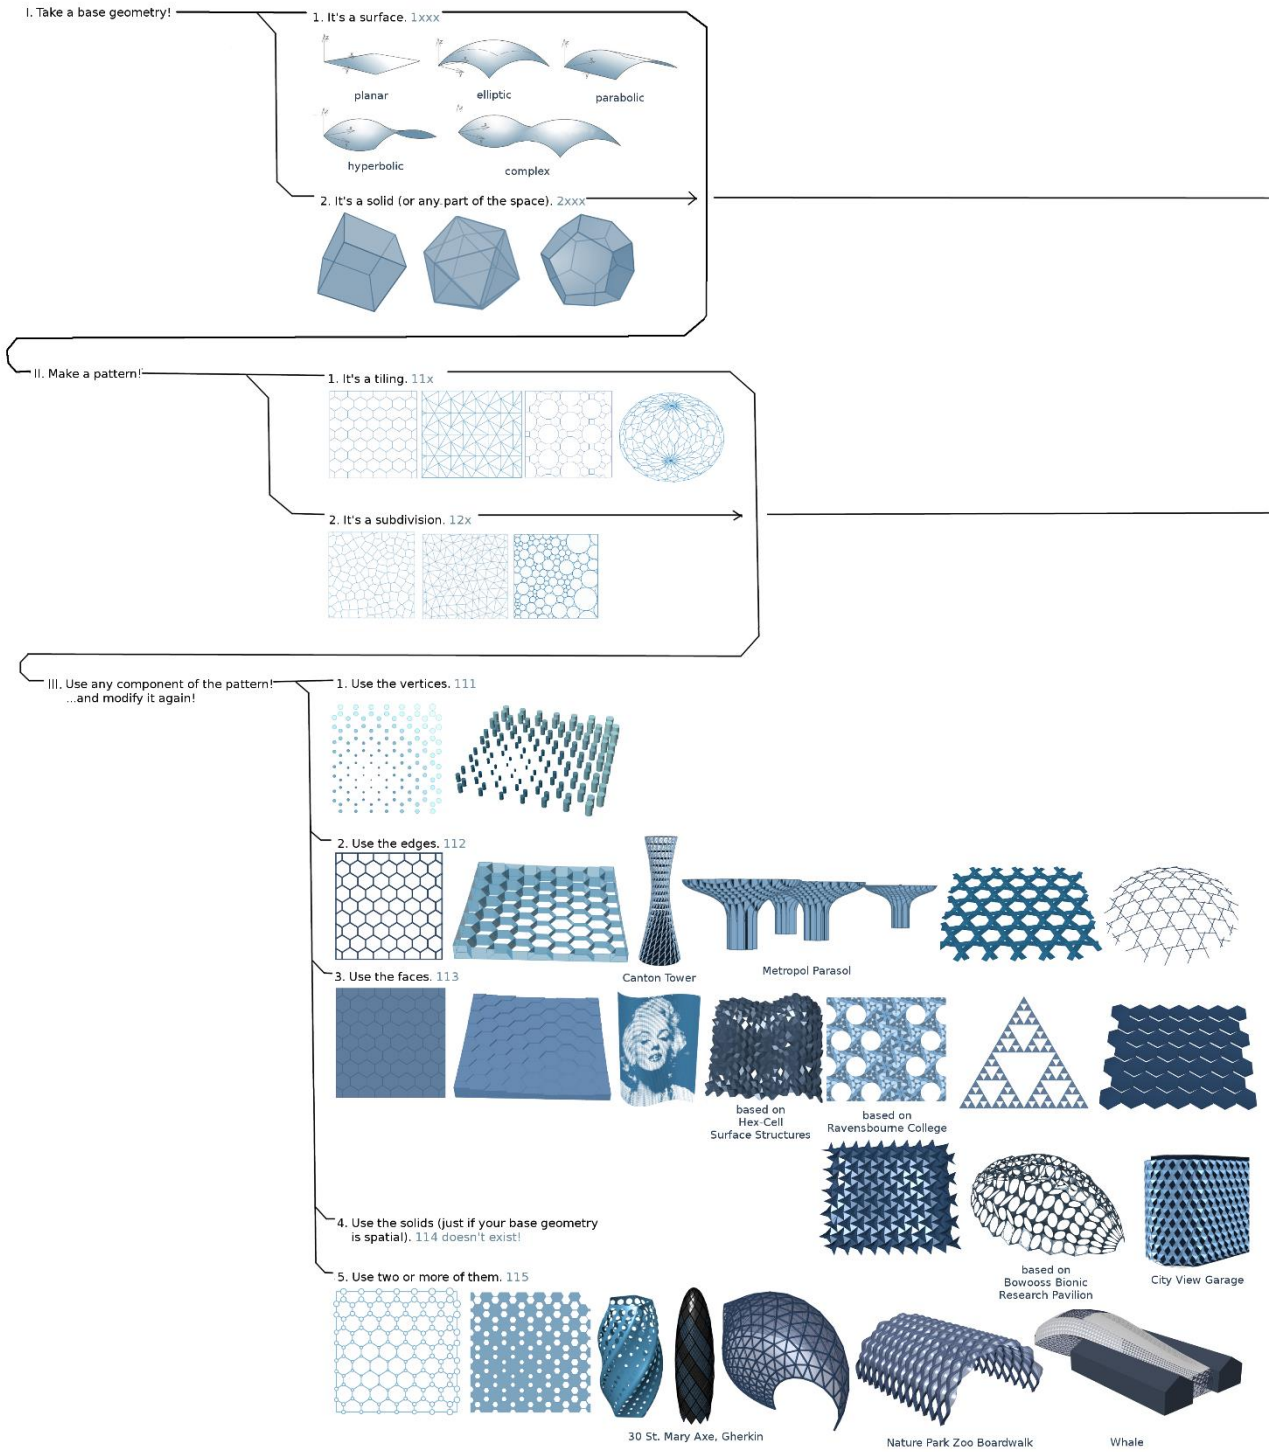 I. Take a base geometry!
1. It's a surface. 1xxx
planar
elliptic
parabolic
hyperbolic
complex
2. It's a solid (or any part of the space). 2xxx
II. Make a pattern!
1. It's a tiling. 11x
2. It's a subdivision. 12x
III. Use any component of the pattern!
...and modify it again!
1. Use the vertices. 111
2. Use the edges. 112
Canton Tower
Metropol Parasol
3. Use the faces. 113
based on
Hex-Cell
Surface Structures
based on
Ravensbourne College
4. Use the solids (just if your base geometry
is spatial). 114 doesn't exist!
based on
Bowooss Bionic
Research Pavilion
City View Garage
5. Use two or more of them. 115
30 St. Mary Axe, Gherkin
Nature Park Zoo Boardwalk
Whale